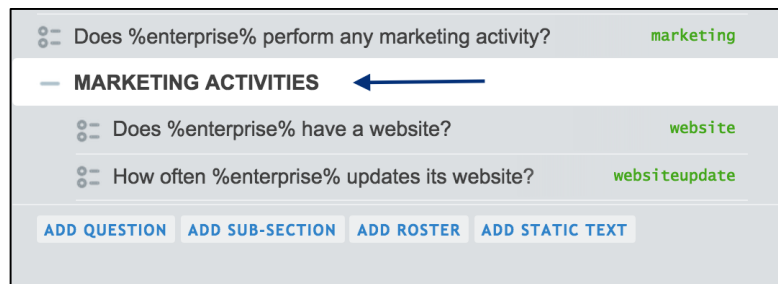 Does %enterprise% perform any marketing activity? marketing
MARKETING ACTIVITIES
Does %enterprise% have a website? website
How often %enterprise% updates its website? websiteupdate
ADD QUESTION ADD SUB-SECTION ADD ROSTER ADD STATIC TEXT